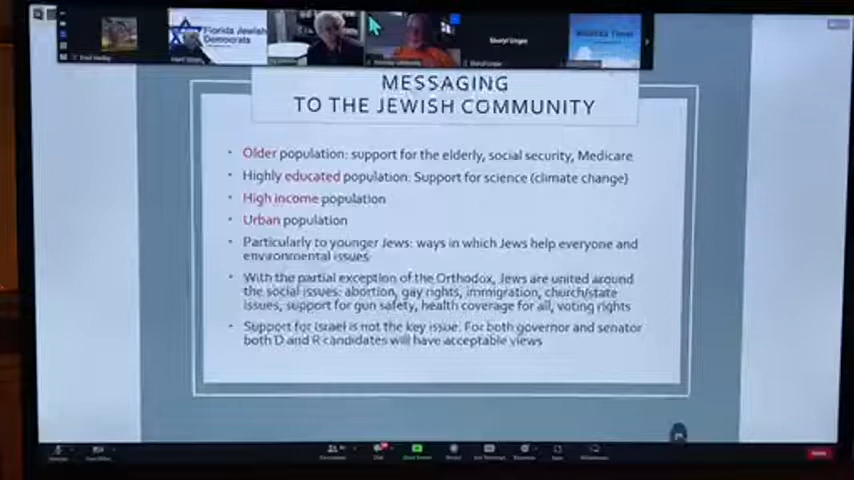 Florida Jewish
Democrats
Sheryl Unger
MESSAGING
TO THE JEWISH COMMUNITY
• Older population: support for the elderly, social security, Medicare
• Highly educated population: Support for science (climate change)
• High income population
• Urban population
• Particularly to younger Jews: ways in which Jews help everyone and
environmental issues
• With the partial exception of the Orthodox, Jews are united around
the social issues: abortion, gay rights, immigration, church/state
issues, support for gun safety, health coverage for all, voting rights
• Support for Israel is not the key issue. For both governor and senator
both D and R candidates will have acceptable views